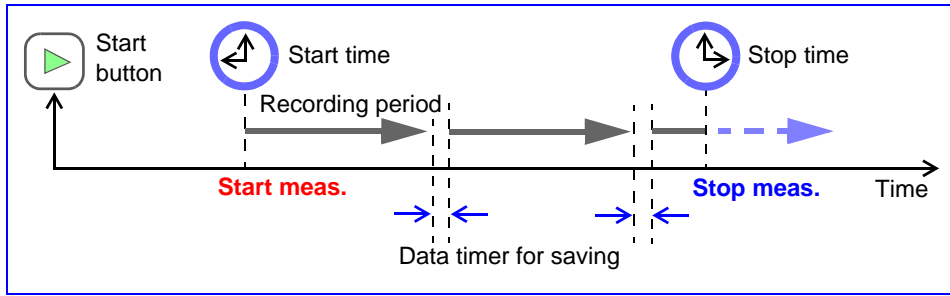 Start
button
Start time
Stop time
Recording period
Start meas.
Stop meas.
Time
Data timer for saving